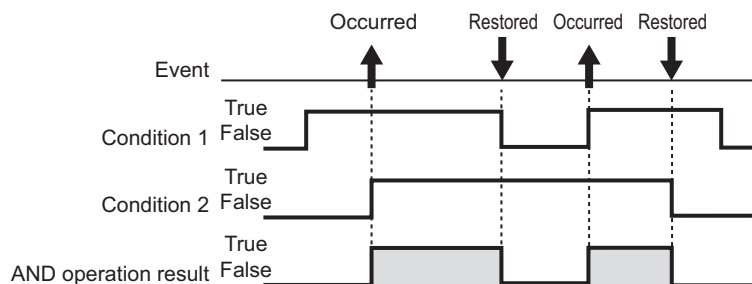 Occurred Restored Occurred Restored
Event
True
Condition 1 False
True
Condition 2 False
True
AND operation result False